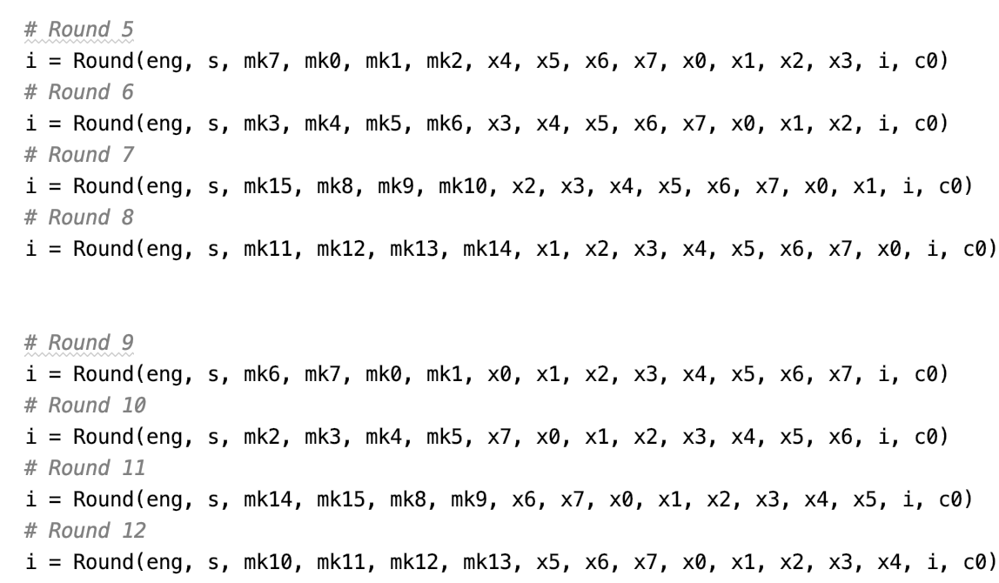 # Round 5
i = Round(eng, s, mk7, mk0, mk1, mk2, x4, x5, x6, x7, x0, x1, x2, x3, i, c0)
# Round 6
i = Round(eng, s, mk3, mk4, mk5, mk6, x3, x4, x5, x6, x7, x0, x1, x2, i, c0)
# Round 7
i = Round(eng, s, mk15, mk8, mk9, mk10, x2, x3, x4, x5, x6, x7, x0, x1, i, c0)
# Round 8
i = Round(eng, s, mk11, mk12, mk13, mk14, x1, x2, x3, x4, x5, x6, x7, x0, i, c0)
# Round 9
i = Round(eng, s, mk6, mk7, mk0, mk1, x0, x1, x2, x3, x4, x5, x6, x7, i, c0)
# Round 10
i = Round(eng, s, mk2, mk3, mk4, mk5, x7, x0, x1, x2, x3, x4, x5, x6, i, c0)
# Round 11
i = Round(eng, s, mk14, mk15, mk8, mk9, x6, x7, x0, x1, x2, x3, x4, x5, i, c0)
# Round 12
i = Round(eng, s, mk10, mk11, mk12, mk13, x5, x6, x7, x0, x1, x2, x3, x4, i, c0)